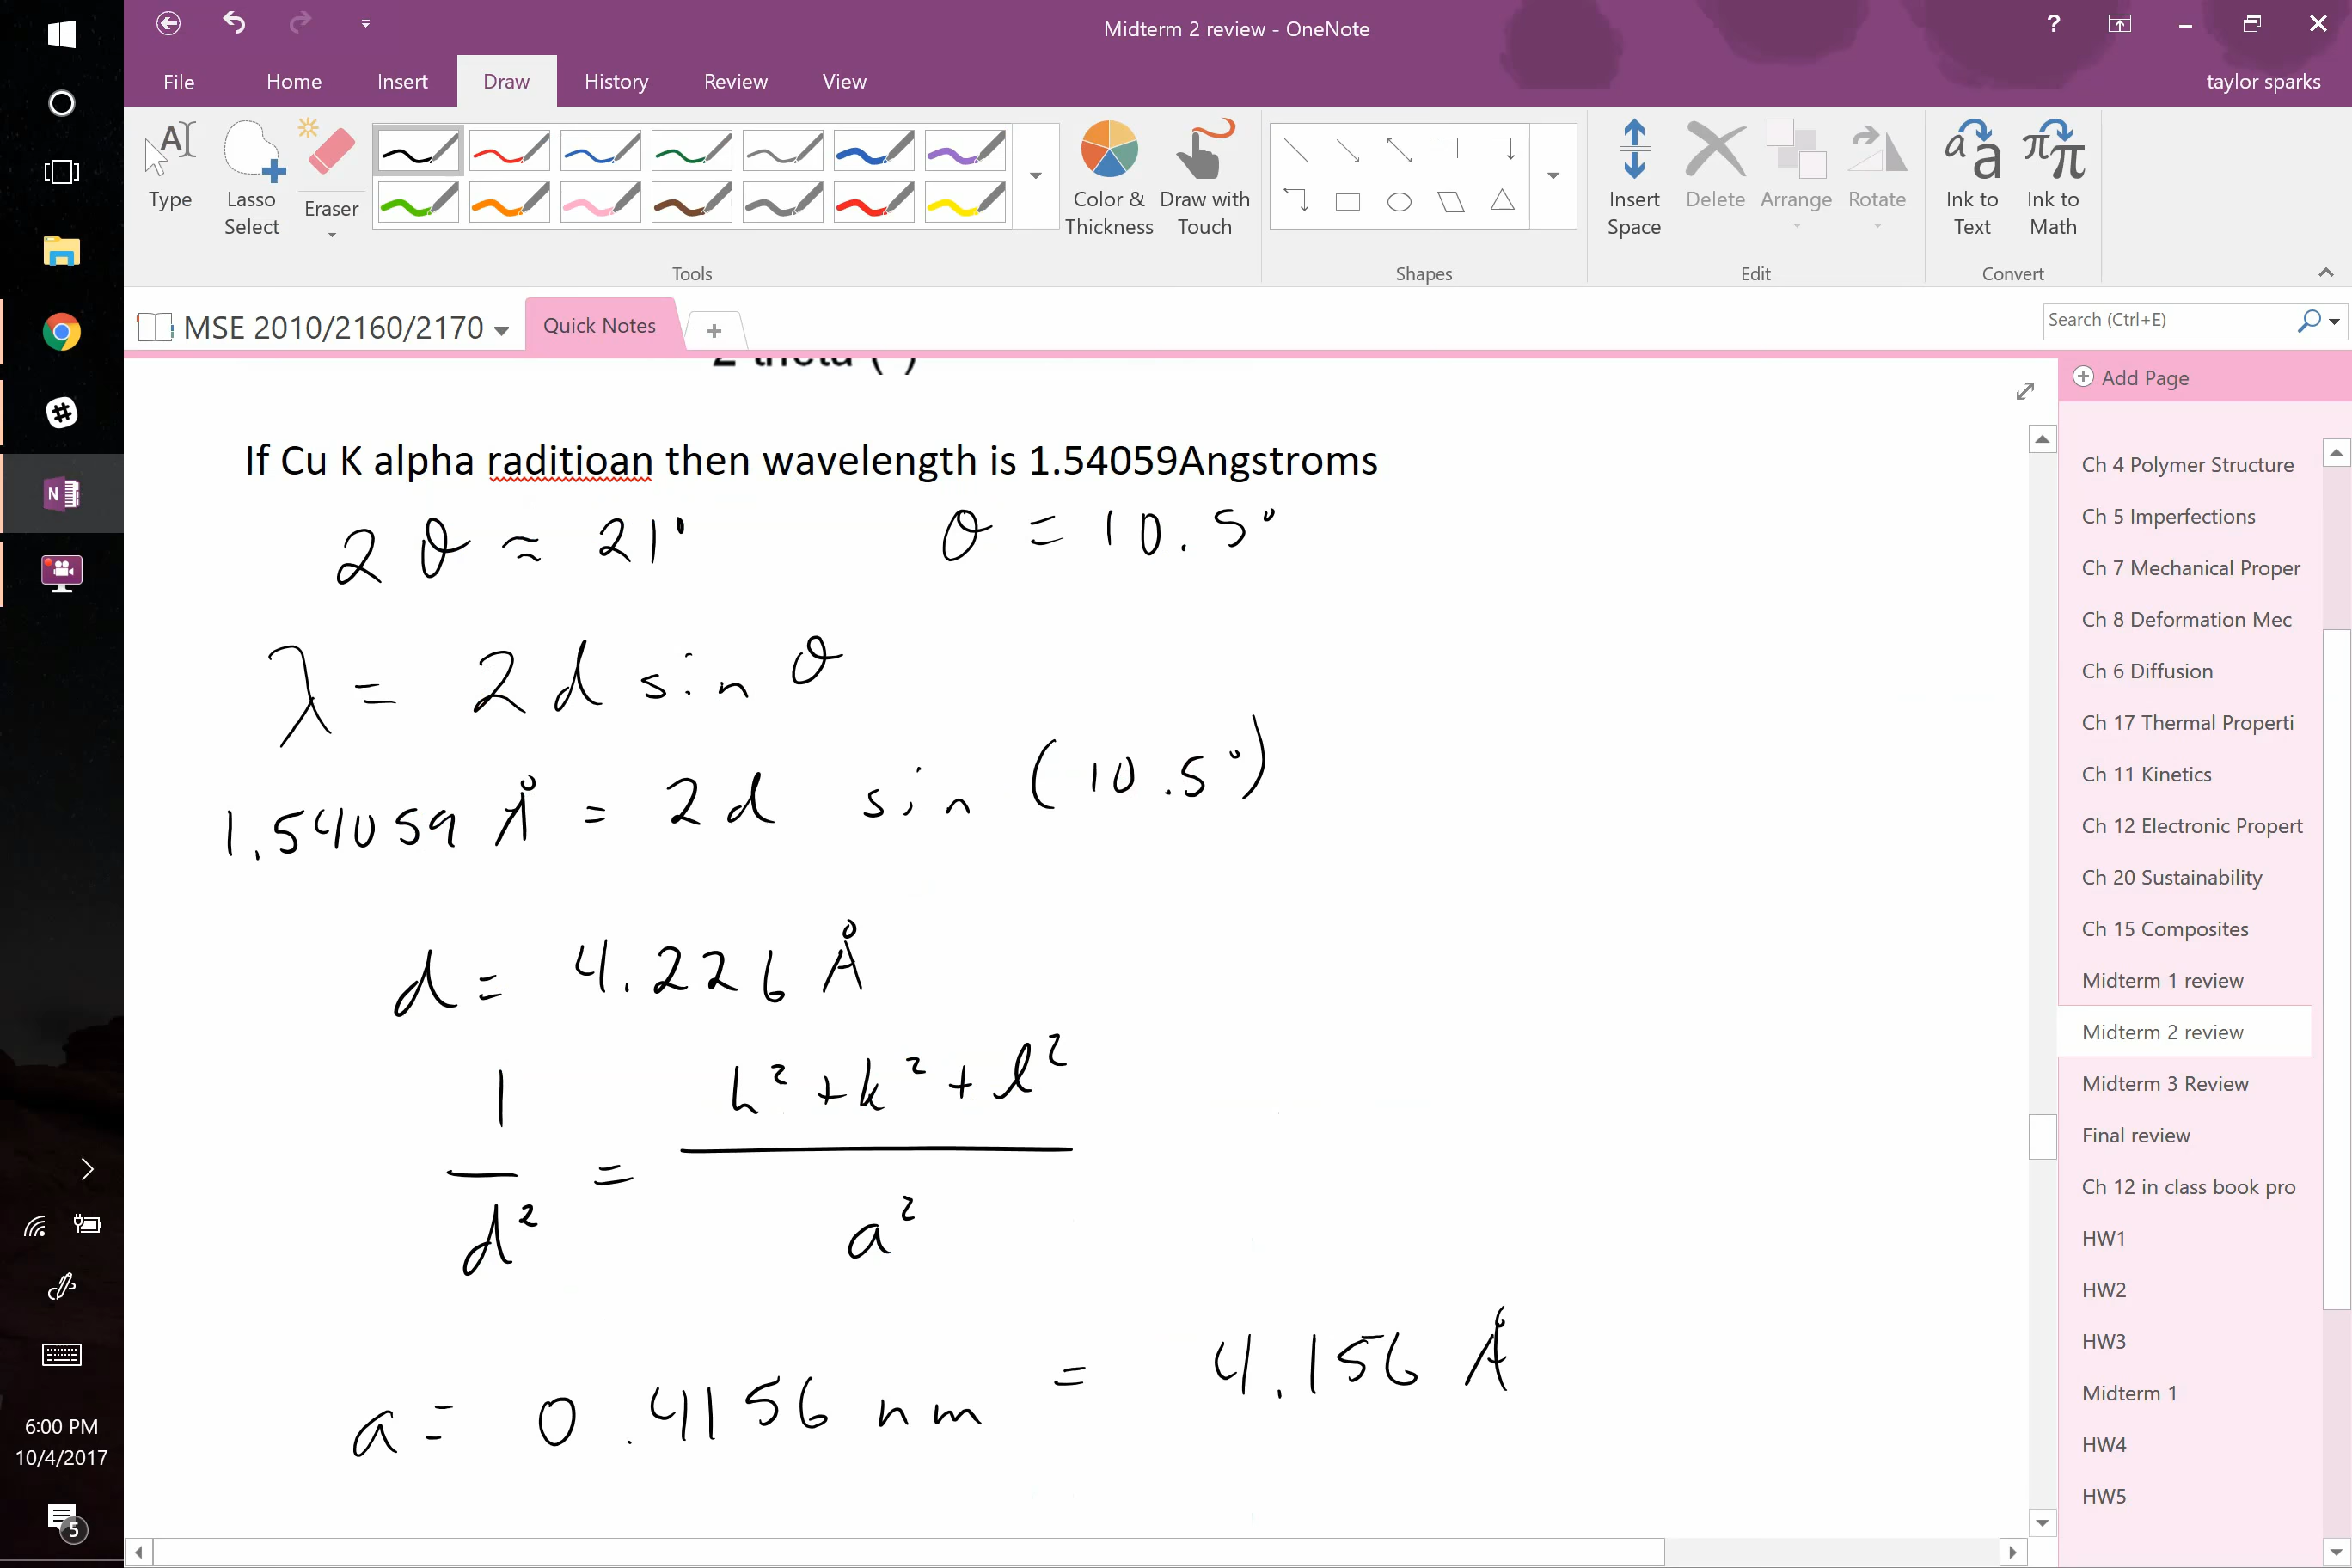 Midterm 2 review - OneNote
?
File Home Insert Draw History Review View
taylor sparks
Type
Lasso Select
Eraser
Color & Thickness
Draw with Touch
Insert Space
Delete
Arrange
Rotate
Ink to Text
Ink to Math
Tools
Shapes
Edit
Convert
MSE 2010/2160/2170
Quick Notes
+
Search (Ctrl+E)
2 theta (°)
If Cu K alpha raditioan then wavelength is 1.54059Angstroms
2 θ ≈ 21° θ = 10.5°
λ = 2 d sin θ
1.54059 Å = 2 d sin (10.5°)
d = 4.226 Å
1/d² = (h² + k² + l²)/a²
a = 0.4156 nm = 4.156 Å
Add Page
Ch 4 Polymer Structure
Ch 5 Imperfections
Ch 7 Mechanical Proper
Ch 8 Deformation Mec
Ch 6 Diffusion
Ch 17 Thermal Properti
Ch 11 Kinetics
Ch 12 Electronic Propert
Ch 20 Sustainability
Ch 15 Composites
Midterm 1 review
Midterm 2 review
Midterm 3 Review
Final review
Ch 12 in class book pro
HW1
HW2
HW3
Midterm 1
HW4
HW5
6:00 PM
10/4/2017
5